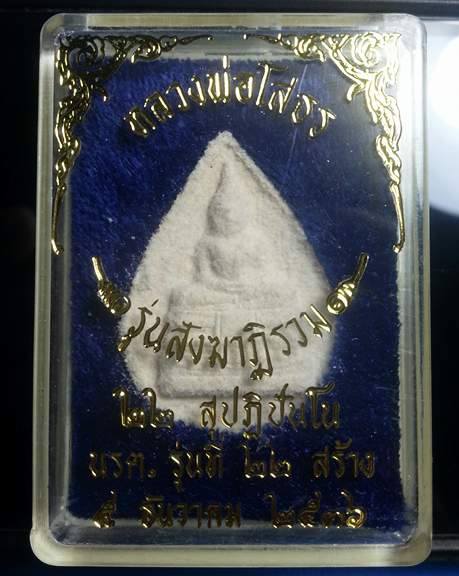 หลวงพ่อโสธร
รุ่นสังฆาฏิรวม
๒๒ สุปฏิปันโน
นรต. รุ่นที่ ๒๒ สร้าง
๕ ธันวาคม ๒๕๓๖